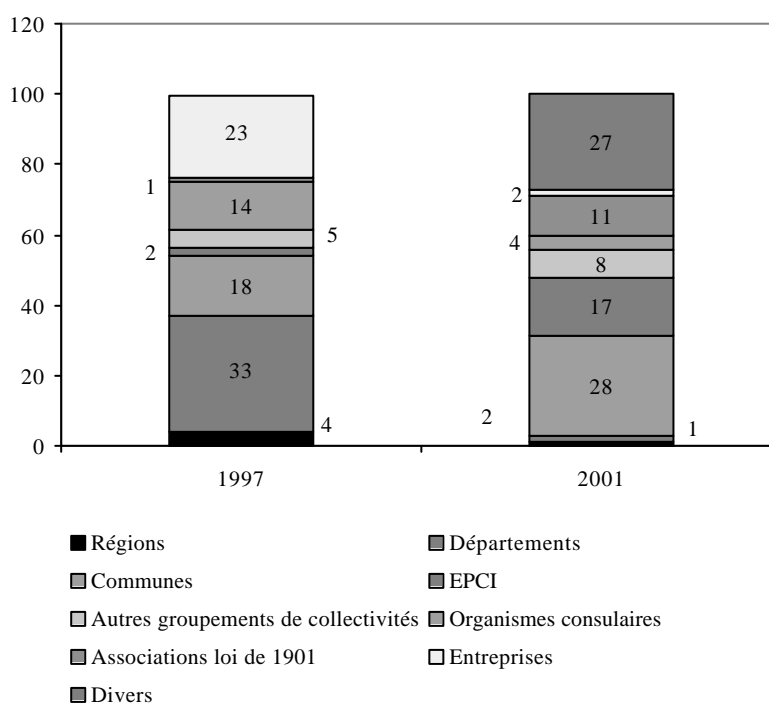 120
100
80
60
40
20
0
23
1
14
5
2
18
33
4
27
2
11
4
8
17
28
2
1
1997
2001
Régions
Départements
Communes
EPCI
Autres groupements de collectivités
Organismes consulaires
Associations loi de 1901
Entreprises
Divers